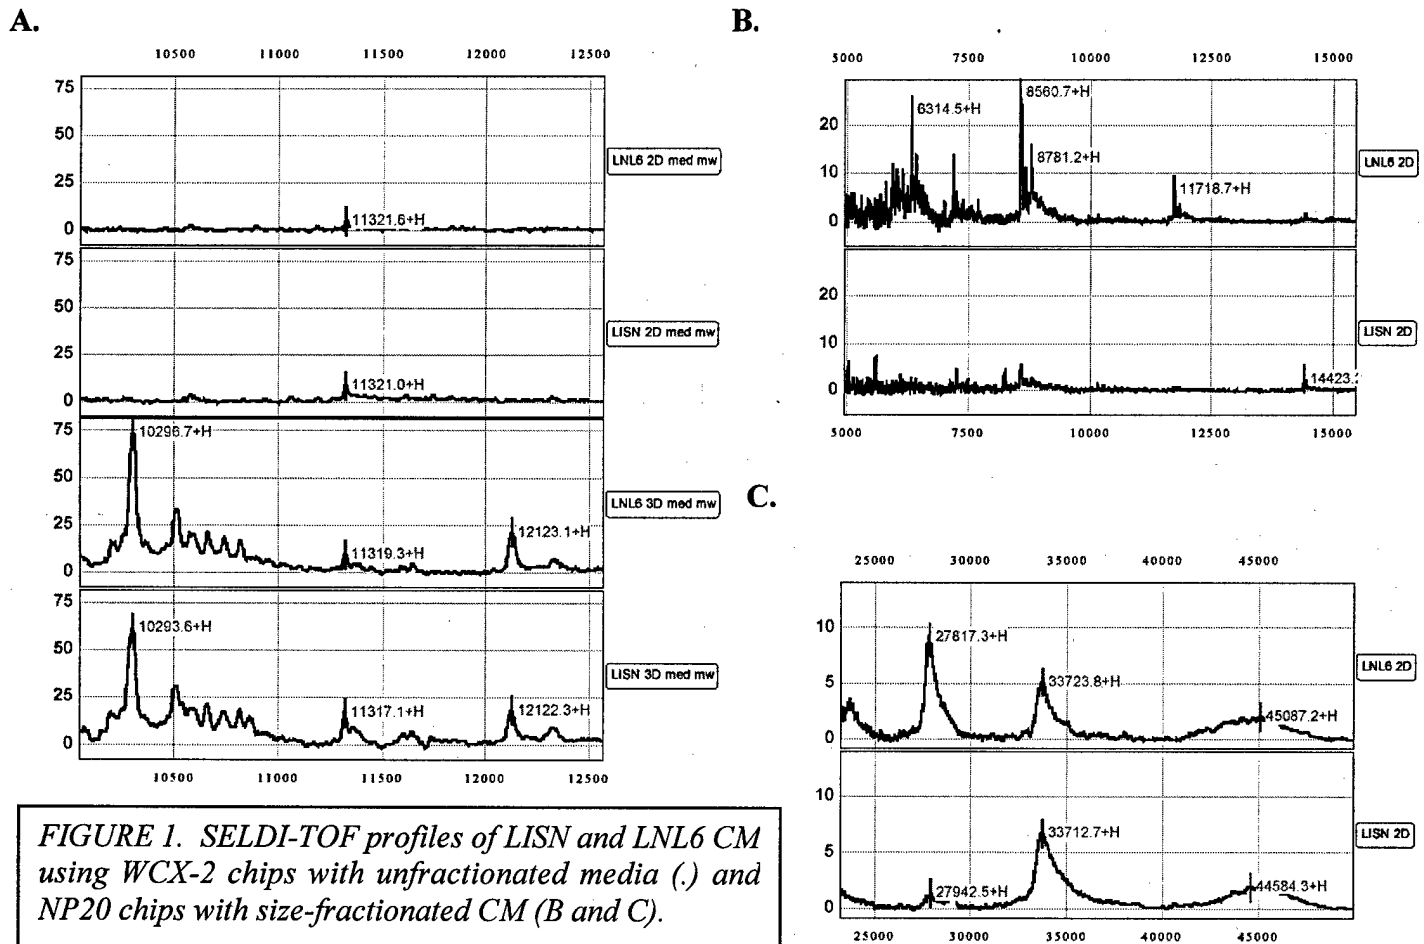 A.
10500 11000 11500 12000 12500
75
50
25
0
11321.6+H
LNL6 2D med mw
75
50
25
0
11321.0+H
LISN 2D med mw
75
50
25
0
10296.7+H
11319.3+H
12123.1+H
LNL6 3D med mw
75
50
25
0
10293.6+H
11317.1+H
12122.3+H
LISN 3D med mw
10500 11000 11500 12000 12500
B.
5000 7500 10000 12500 15000
20
10
0
6314.5+H
8560.7+H
8781.2+H
11718.7+H
LNL6 2D
20
10
0
LISN 2D
5000 7500 10000 12500 15000
C.
25000 30000 35000 40000 45000
10
5
0
27817.3+H
33723.8+H
45087.2+H
LNL6 2D
10
5
0
27942.5+H
33712.7+H
44584.3+H
LISN 2D
25000 30000 35000 40000 45000
FIGURE 1. SELDI-TOF profiles of LISN and LNL6 CM
using WCX-2 chips with unfractionated media (.) and
NP20 chips with size-fractionated CM (B and C).